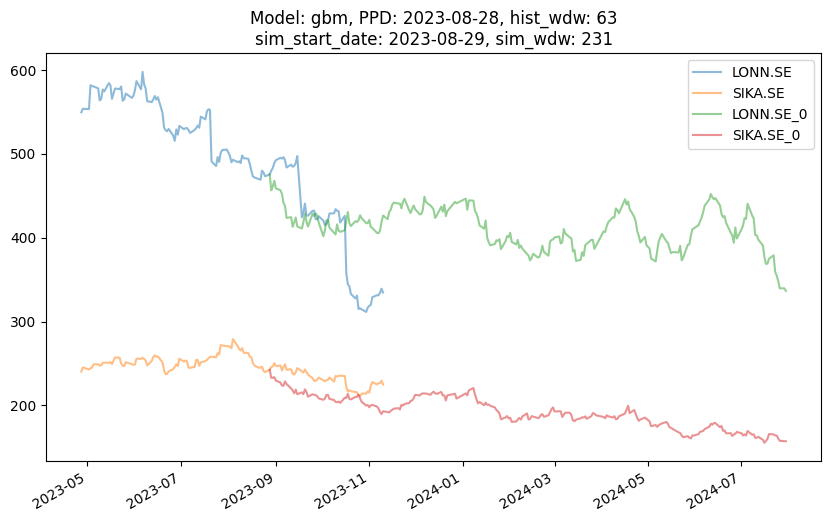 Model: gbm, PPD: 2023-08-28, hist_wdw: 63
sim_start_date: 2023-08-29, sim_wdw: 231
LONN.SE
SIKA.SE
LONN.SE_0
SIKA.SE_0
600
500
400
300
200
2023-05
2023-07
2023-09
2023-11
2024-01
2024-03
2024-05
2024-07